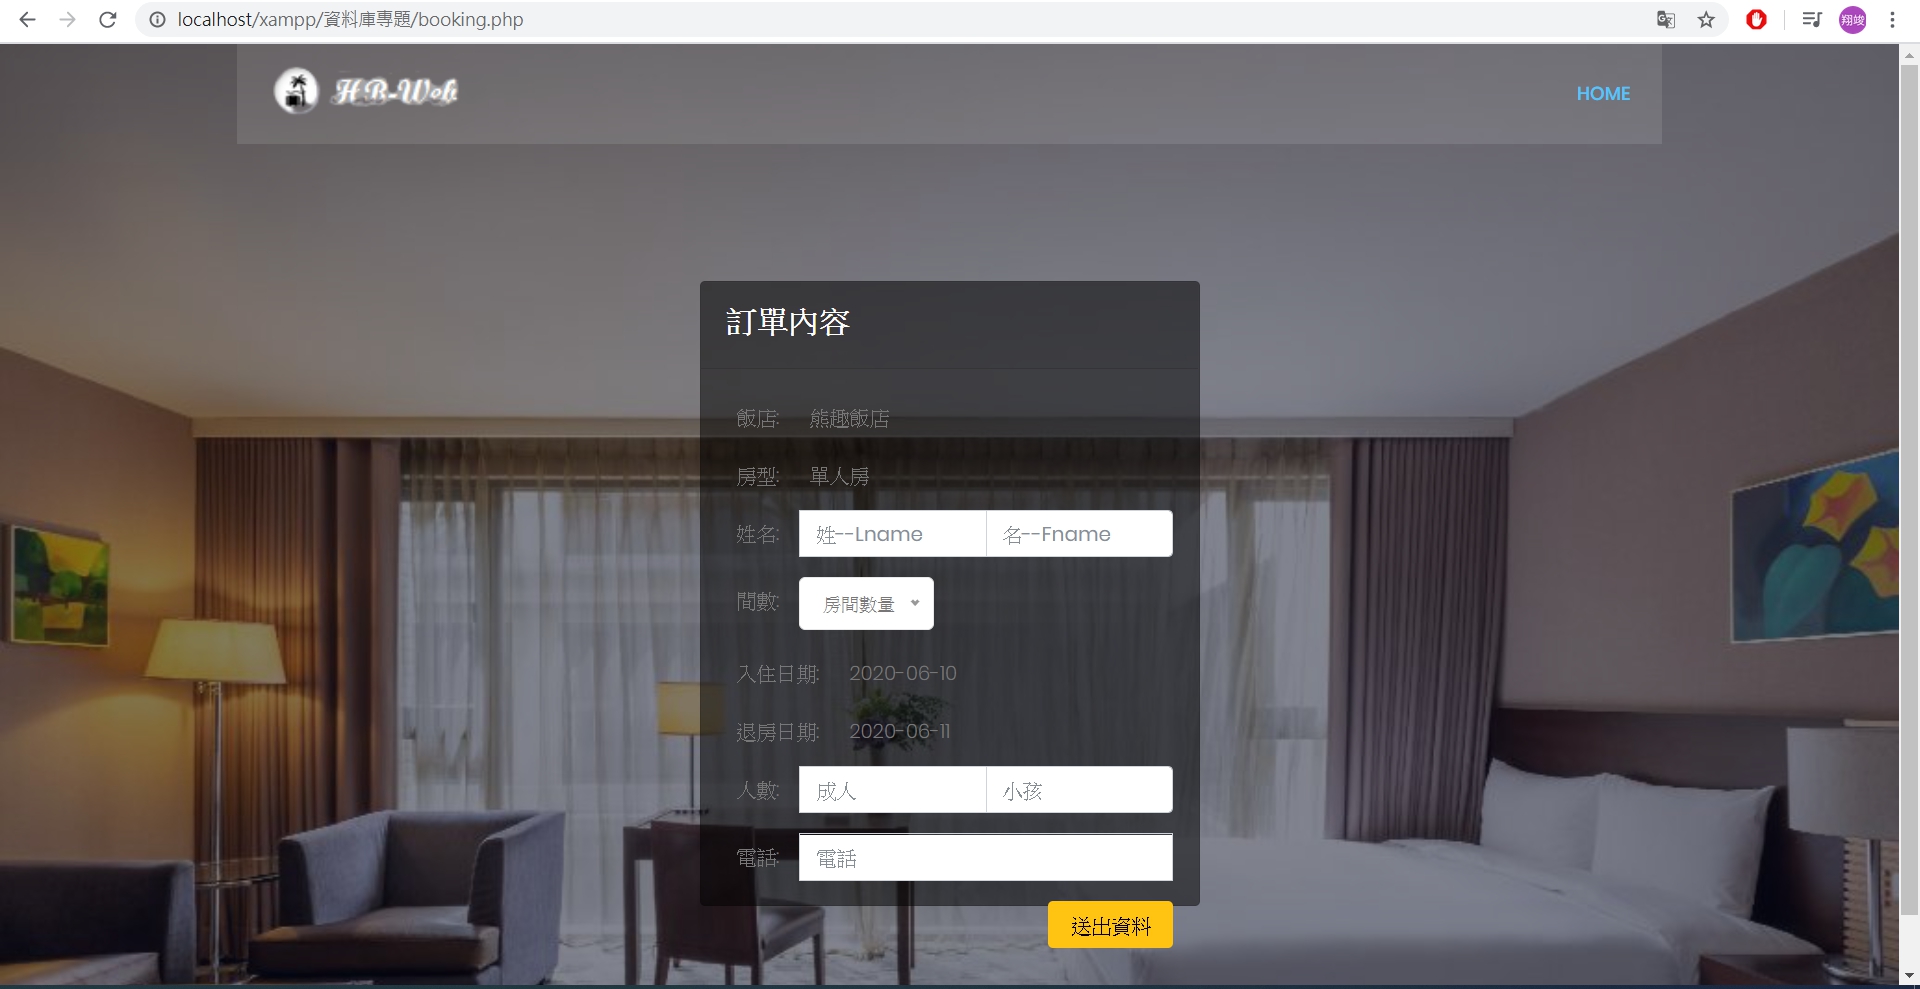 localhost/xampp/資料庫專題/booking.php
翔竣
HB-Web
HOME
訂單內容
飯店: 熊趣飯店
房型: 單人房
姓名: 姓--Lname 名--Fname
間數: 房間數量
入住日期: 2020-06-10
退房日期: 2020-06-11
人數: 成人 小孩
電話: 電話
送出資料